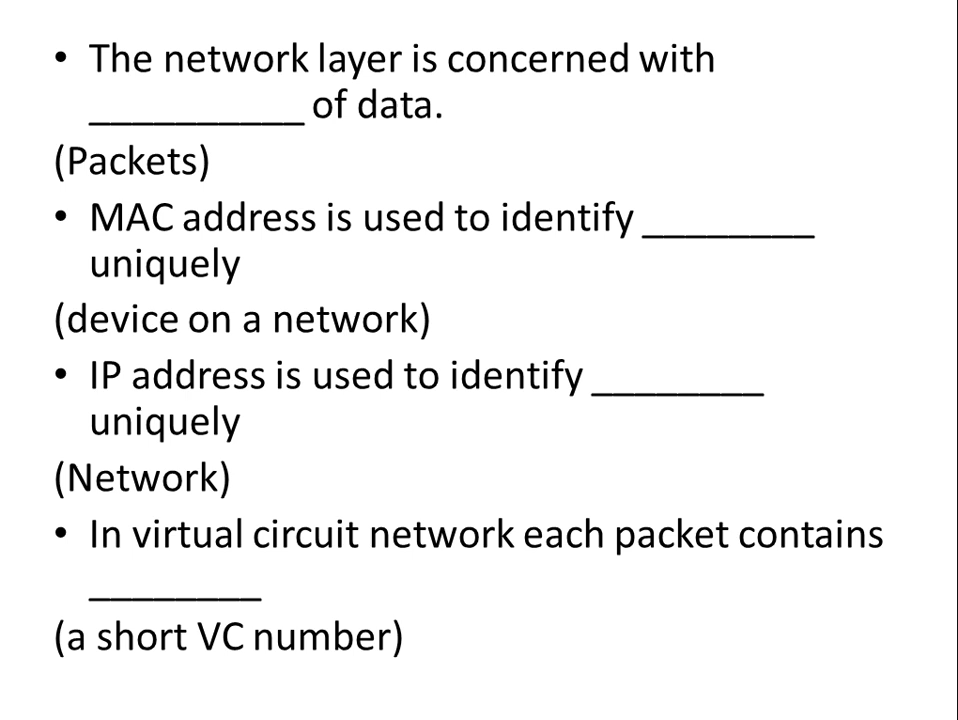 • The network layer is concerned with
__________ of data.
(Packets)
• MAC address is used to identify ________
uniquely
(device on a network)
• IP address is used to identify ________
uniquely
(Network)
• In virtual circuit network each packet contains
________
(a short VC number)